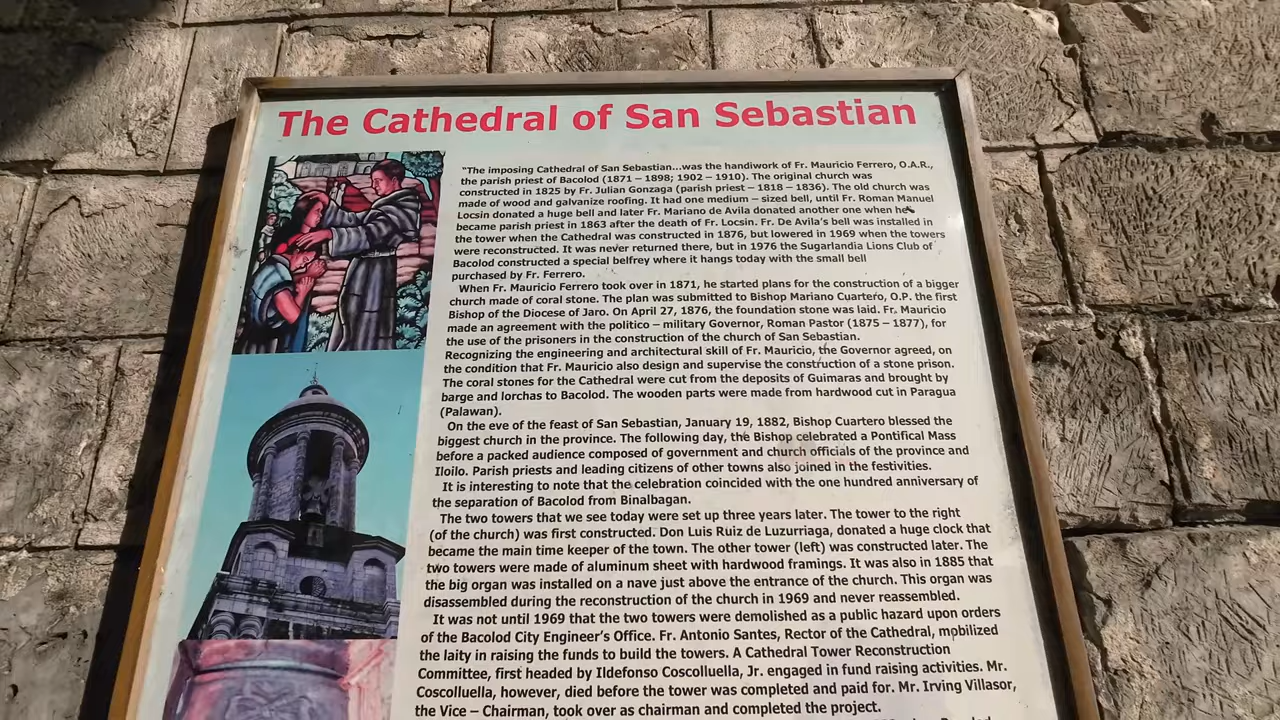 The Cathedral of San Sebastian
"The imposing Cathedral of San Sebastian...was the handiwork of Fr. Mauricio Ferrero, O.A.R.,
the parish priest of Bacolod (1871 – 1898; 1902 – 1910). The original church was
constructed in 1825 by Fr. Julian Gonzaga (parish priest – 1818 – 1836). The old church was
made of wood and galvanize roofing. It had one medium – sized bell, until Fr. Roman Manuel
Locsin donated a huge bell and later Fr. Mariano de Avila donated another one when he
became parish priest in 1863 after the death of Fr. Locsin. Fr. De Avila's bell was installed in
the tower when the Cathedral was constructed in 1876, but lowered in 1969 when the towers
were reconstructed. It was never returned there, but in 1976 the Sugarlandia Lions Club of
Bacolod constructed a special belfrey where it hangs today with the small bell
purchased by Fr. Ferrero.
When Fr. Mauricio Ferrero took over in 1871, he started plans for the construction of a bigger
church made of coral stone. The plan was submitted to Bishop Mariano Cuartero, O.P. the first
Bishop of the Diocese of Jaro. On April 27, 1876, the foundation stone was laid. Fr. Mauricio
made an agreement with the politico – military Governor, Roman Pastor (1875 – 1877), for
the use of the prisoners in the construction of the church of San Sebastian.
Recognizing the engineering and architectural skill of Fr. Mauricio, the Governor agreed, on
the condition that Fr. Mauricio also design and supervise the construction of a stone prison.
The coral stones for the Cathedral were cut from the deposits of Guimaras and brought by
barge and lorchas to Bacolod. The wooden parts were made from hardwood cut in Paragua
(Palawan).
On the eve of the feast of San Sebastian, January 19, 1882, Bishop Cuartero blessed the
biggest church in the province. The following day, the Bishop celebrated a Pontifical Mass
before a packed audience composed of government and church officials of the province and
Iloilo. Parish priests and leading citizens of other towns also joined in the festivities.
It is interesting to note that the celebration coincided with the one hundred anniversary of
the separation of Bacolod from Binalbagan.
The two towers that we see today were set up three years later. The tower to the right
(of the church) was first constructed. Don Luis Ruiz de Luzurriaga, donated a huge clock that
became the main time keeper of the town. The other tower (left) was constructed later. The
two towers were made of aluminum sheet with hardwood framings. It was also in 1885 that
the big organ was installed on a nave just above the entrance of the church. This organ was
disassembled during the reconstruction of the church in 1969 and never reassembled.
It was not until 1969 that the two towers were demolished as a public hazard upon orders
of the Bacolod City Engineer's Office. Fr. Antonio Santes, Rector of the Cathedral, mobilized
the laity in raising the funds to build the towers. A Cathedral Tower Reconstruction
Committee, first headed by Ildefonso Coscolluella, Jr. engaged in fund raising activities. Mr.
Coscolluella, however, died before the tower was completed and paid for. Mr. Irving Villasor,
the Vice – Chairman, took over as chairman and completed the project.